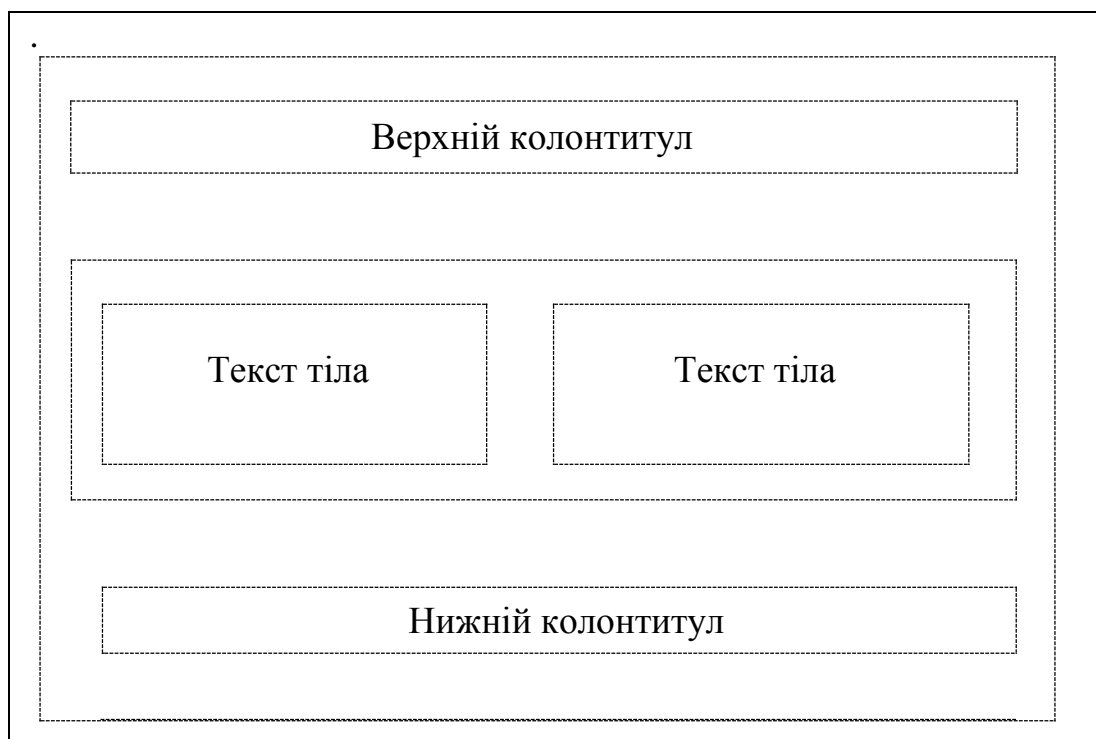 .
Верхній колонтитул
Текст тіла
Текст тіла
Нижній колонтитул